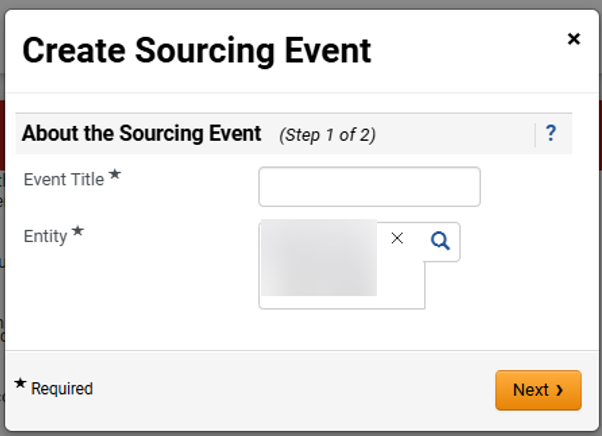 Create Sourcing Event ×
About the Sourcing Event (Step 1 of 2) ?
Event Title ★
Entity ★
×
★ Required
Next ›